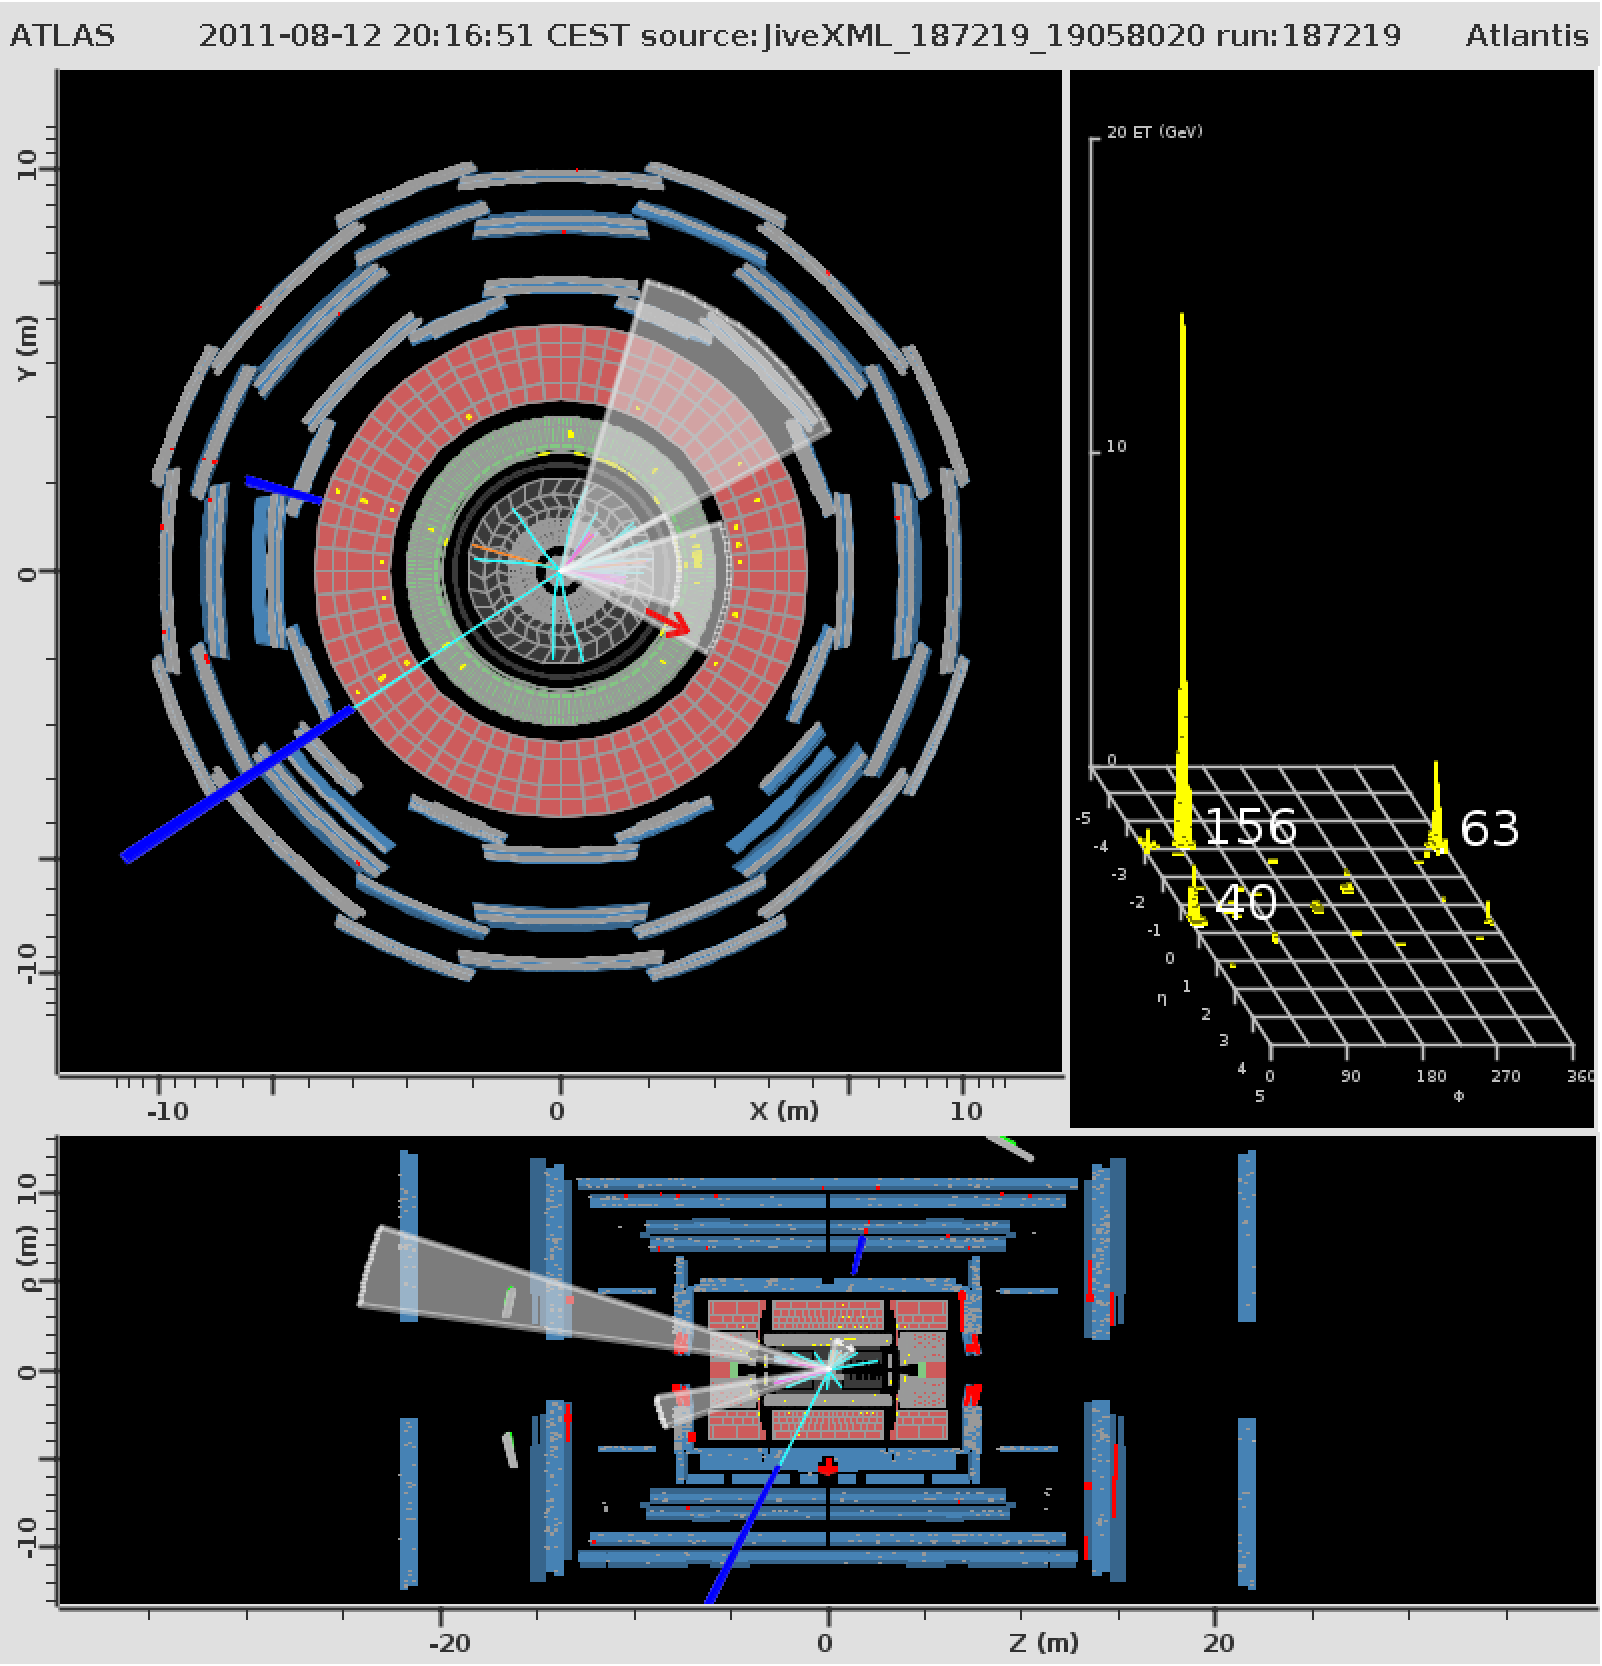 ATLAS 2011-08-12 20:16:51 CEST source:JiveXML_187219_19058020 run:187219 Atlantis
10
0
-10
Y (m)
-10 0 X (m) 10
20 ET (GeV)
10
0
156
63
40
-5
-4
-3
-2
-1
0
1
2
3
4
5
η
0 90 180 270 360
Φ
10
0
-10
ρ (m)
-20 0 Z (m) 20